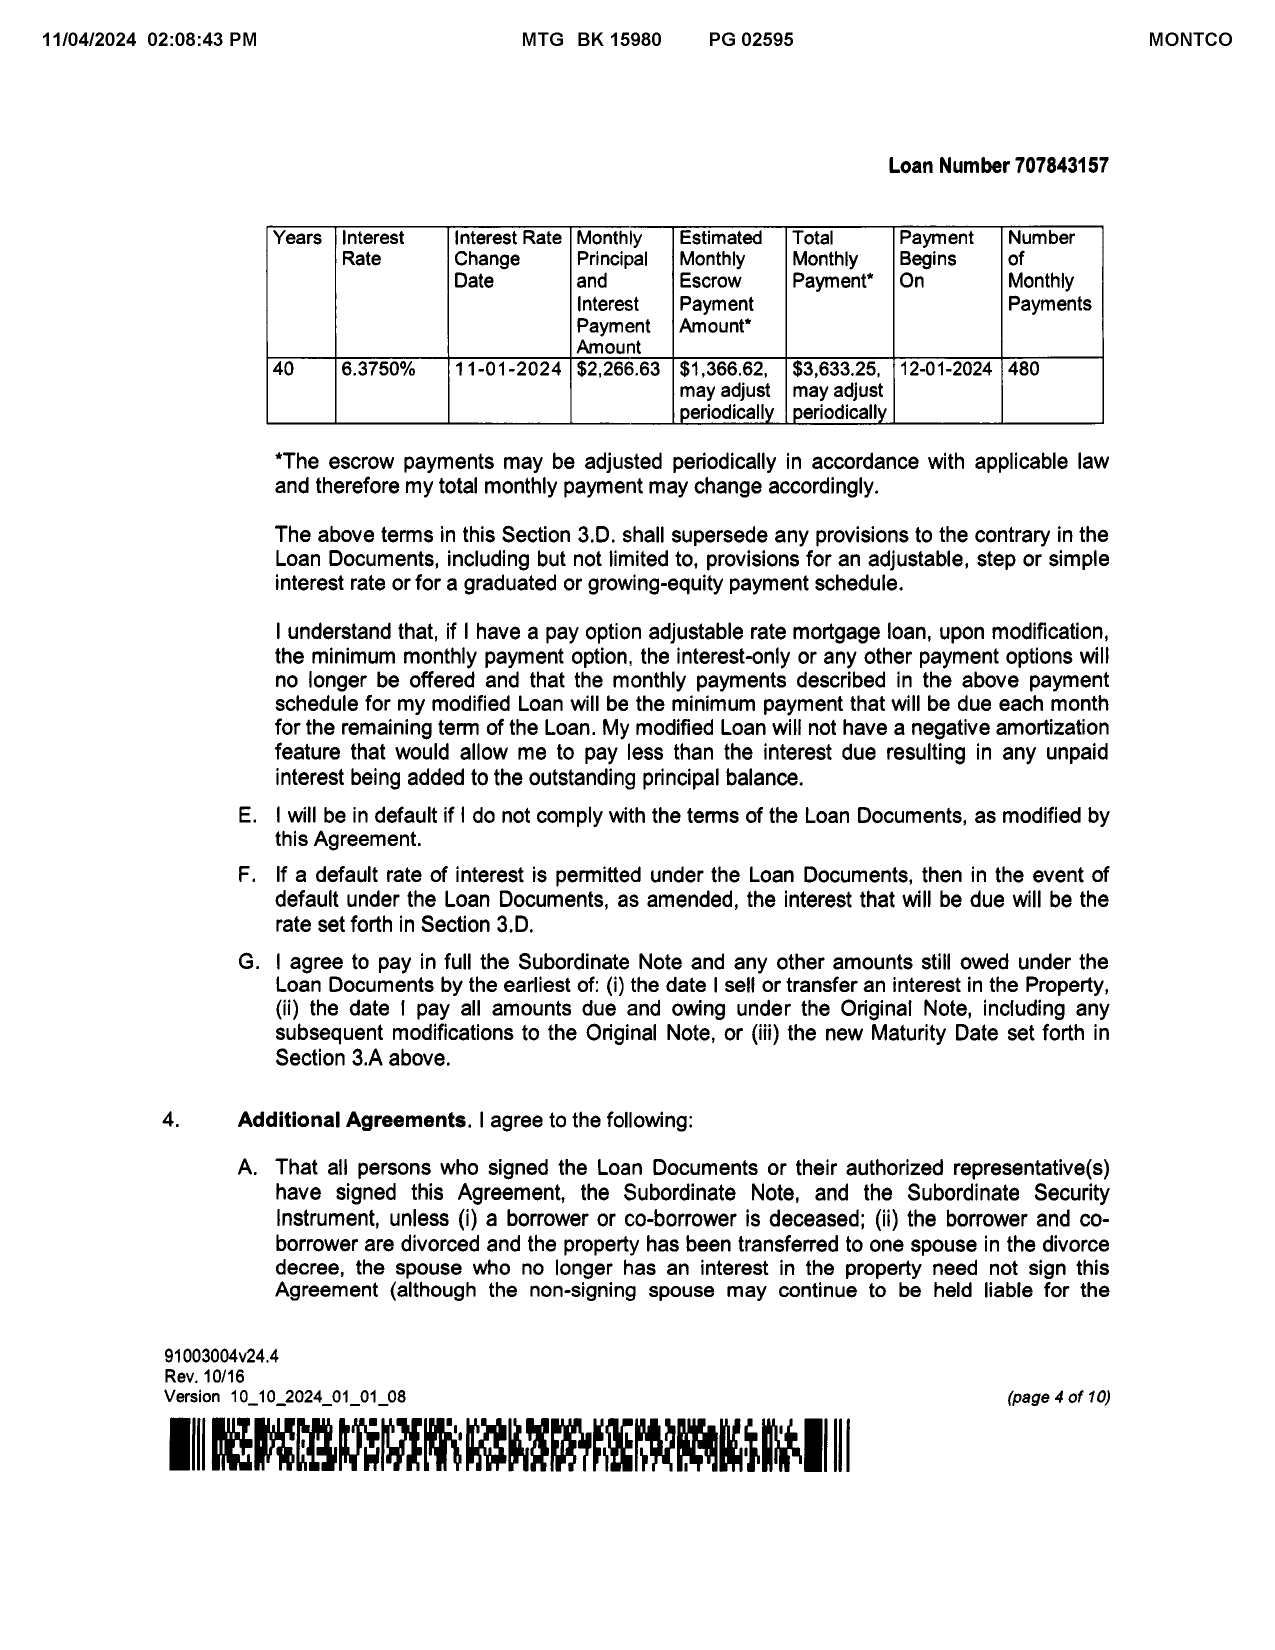 11/04/2024 02:08:43 PM MTG BK 15980 PG 02595 MONTCO
Loan Number 707843157
Years Interest Rate Interest Rate Change Date Monthly Principal and Interest Payment Amount Estimated Monthly Escrow Payment Amount* Total Monthly Payment* Payment Begins On Number of Monthly Payments
40 6.3750% 11-01-2024 $2,266.63 $1,366.62, may adjust periodically $3,633.25, may adjust periodically 12-01-2024 480
*The escrow payments may be adjusted periodically in accordance with applicable law
and therefore my total monthly payment may change accordingly.
The above terms in this Section 3.D. shall supersede any provisions to the contrary in the
Loan Documents, including but not limited to, provisions for an adjustable, step or simple
interest rate or for a graduated or growing-equity payment schedule.
I understand that, if I have a pay option adjustable rate mortgage loan, upon modification,
the minimum monthly payment option, the interest-only or any other payment options will
no longer be offered and that the monthly payments described in the above payment
schedule for my modified Loan will be the minimum payment that will be due each month
for the remaining term of the Loan. My modified Loan will not have a negative amortization
feature that would allow me to pay less than the interest due resulting in any unpaid
interest being added to the outstanding principal balance.
E. I will be in default if I do not comply with the terms of the Loan Documents, as modified by
this Agreement.
F. If a default rate of interest is permitted under the Loan Documents, then in the event of
default under the Loan Documents, as amended, the interest that will be due will be the
rate set forth in Section 3.D.
G. I agree to pay in full the Subordinate Note and any other amounts still owed under the
Loan Documents by the earliest of: (i) the date I sell or transfer an interest in the Property,
(ii) the date I pay all amounts due and owing under the Original Note, including any
subsequent modifications to the Original Note, or (iii) the new Maturity Date set forth in
Section 3.A above.
4. Additional Agreements. I agree to the following:
A. That all persons who signed the Loan Documents or their authorized representative(s)
have signed this Agreement, the Subordinate Note, and the Subordinate Security
Instrument, unless (i) a borrower or co-borrower is deceased; (ii) the borrower and co-
borrower are divorced and the property has been transferred to one spouse in the divorce
decree, the spouse who no longer has an interest in the property need not sign this
Agreement (although the non-signing spouse may continue to be held liable for the
91003004v24.4
Rev. 10/16
Version 10_10_2024_01_01_08 (page 4 of 10)